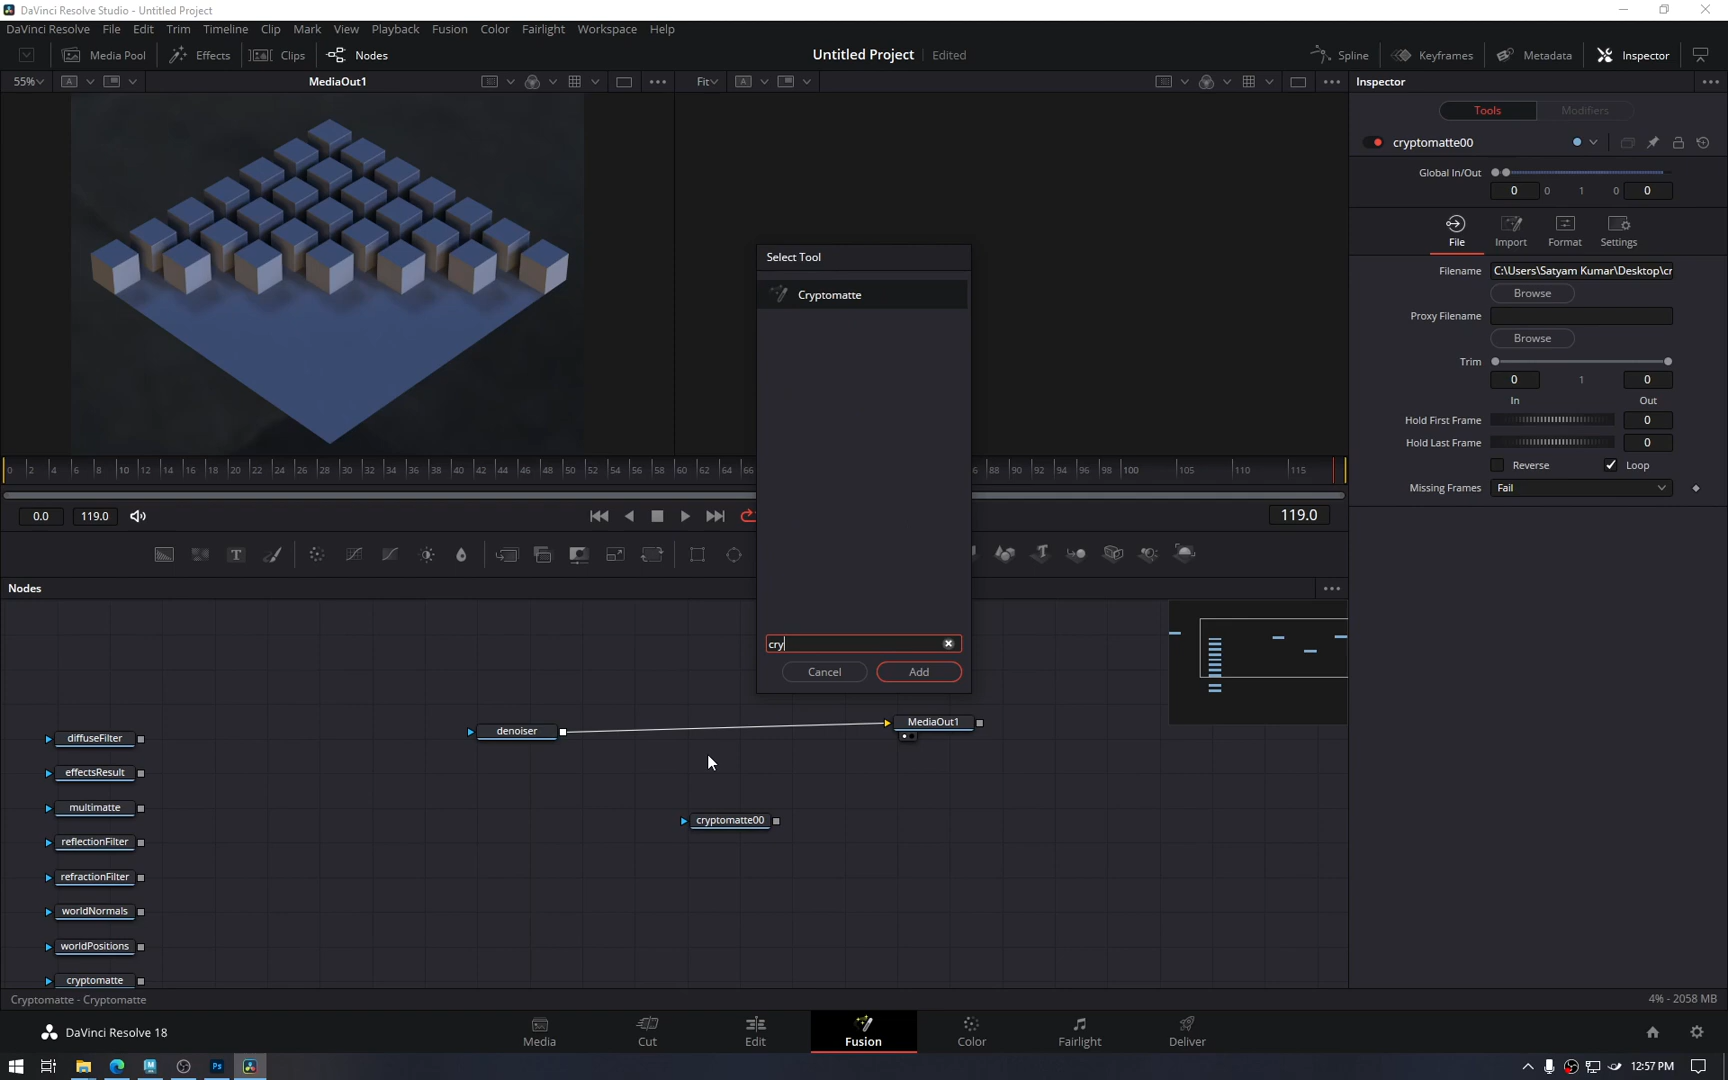 DaVinci Resolve Studio - Untitled Project
DaVinci Resolve File Edit Trim Timeline Clip Mark View Playback Fusion Color Fairlight Workspace Help
Media Pool Effects Clips Nodes Untitled Project Edited Spline Keyframes Metadata Inspector
55% MediaOut1 Fit Inspector
Tools Modifiers
cryptomatte00
Global In/Out
0 0 1 0 0
File Import Format Settings
Filename C:\Users\Satyam Kumar\Desktop\cr
Browse
Proxy Filename
Browse
Trim
0 1 0
In Out
Hold First Frame 0
Hold Last Frame 0
Reverse Loop
Missing Frames Fail
Select Tool
Cryptomatte
cry
Cancel Add
0 2 4 6 8 10 12 14 16 18 20 22 24 26 28 30 32 34 36 38 40 42 44 46 48 50 52 54 56 58 60 62 64 66 88 90 92 94 96 98 100 105 110 115
0.0 119.0 119.0
Nodes
denoiser MediaOut1
diffuseFilter
effectsResult
multimatte
cryptomatte00
reflectionFilter
refractionFilter
worldNormals
worldPositions
cryptomatte
Cryptomatte - Cryptomatte 4% - 2058 MB
DaVinci Resolve 18 Media Cut Edit Fusion Color Fairlight Deliver
Ps 12:57 PM